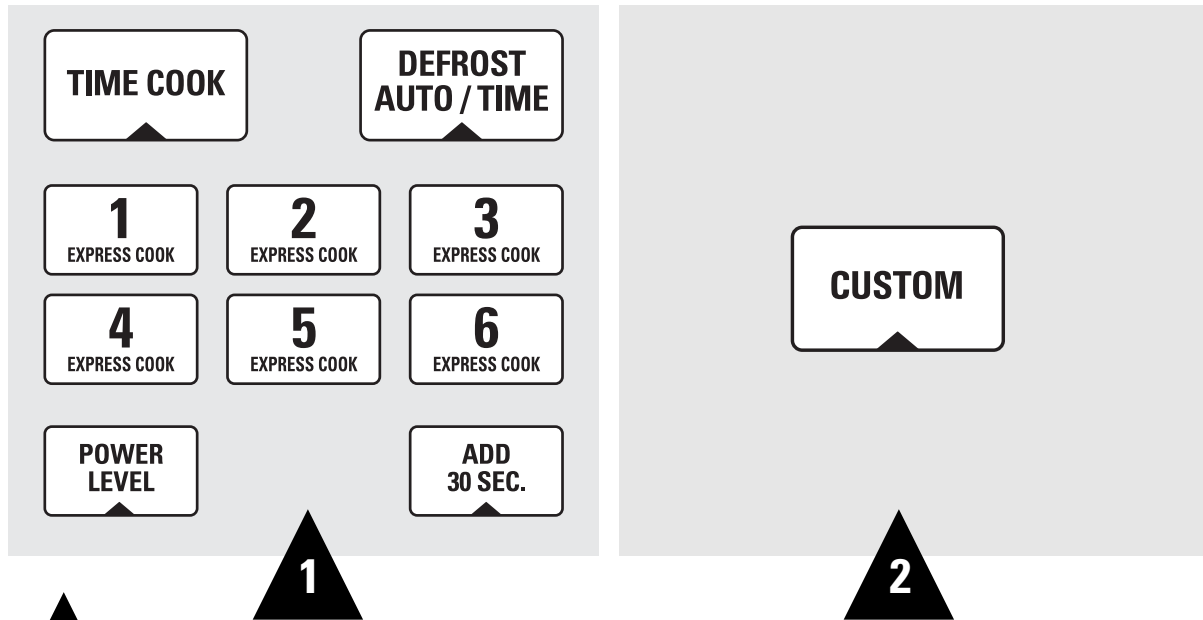 TIME COOK
DEFROST
AUTO / TIME
1
EXPRESS COOK
2
EXPRESS COOK
3
EXPRESS COOK
4
EXPRESS COOK
5
EXPRESS COOK
6
EXPRESS COOK
POWER
LEVEL
ADD
30 SEC.
1
CUSTOM
2